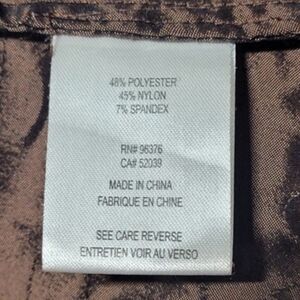 48% POLYESTER
45% NYLON
7% SPANDEX
RN# 96376
CA# 52039
MADE IN CHINA
FABRIQUE EN CHINE
SEE CARE REVERSE
ENTRETIEN VOIR AU VERSO